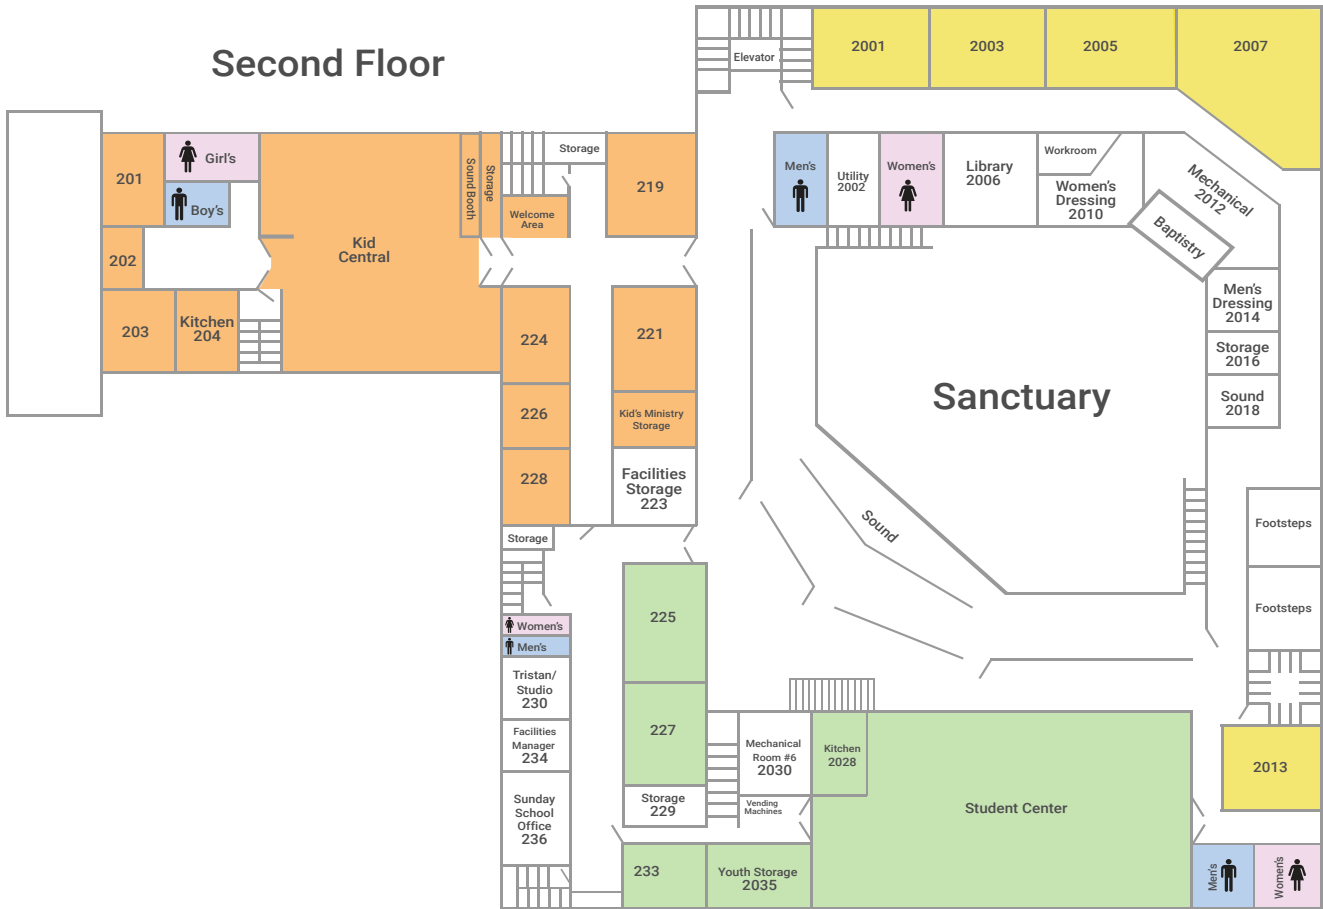 Second Floor
Elevator
2001
2003
2005
2007
201
Girl's
Boy's
202
203
Kitchen
204
Kid
Central
Sound Booth
Storage
Storage
Welcome
Area
219
Men's
Utility
2002
Women's
Library
2006
Workroom
Women's
Dressing
2010
Mechanical
2012
Baptistry
Men's
Dressing
2014
Storage
2016
Sound
2018
224
221
226
Kid's Ministry
Storage
228
Facilities
Storage
223
Sanctuary
Sound
Footsteps
Footsteps
Storage
Women's
Men's
Tristan/
Studio
230
Facilities
Manager
234
Sunday
School
Office
236
225
227
Storage
229
233
Youth Storage
2035
Mechanical
Room #6
2030
Vending
Machines
Kitchen
2028
Student Center
2013
Men's
Women's